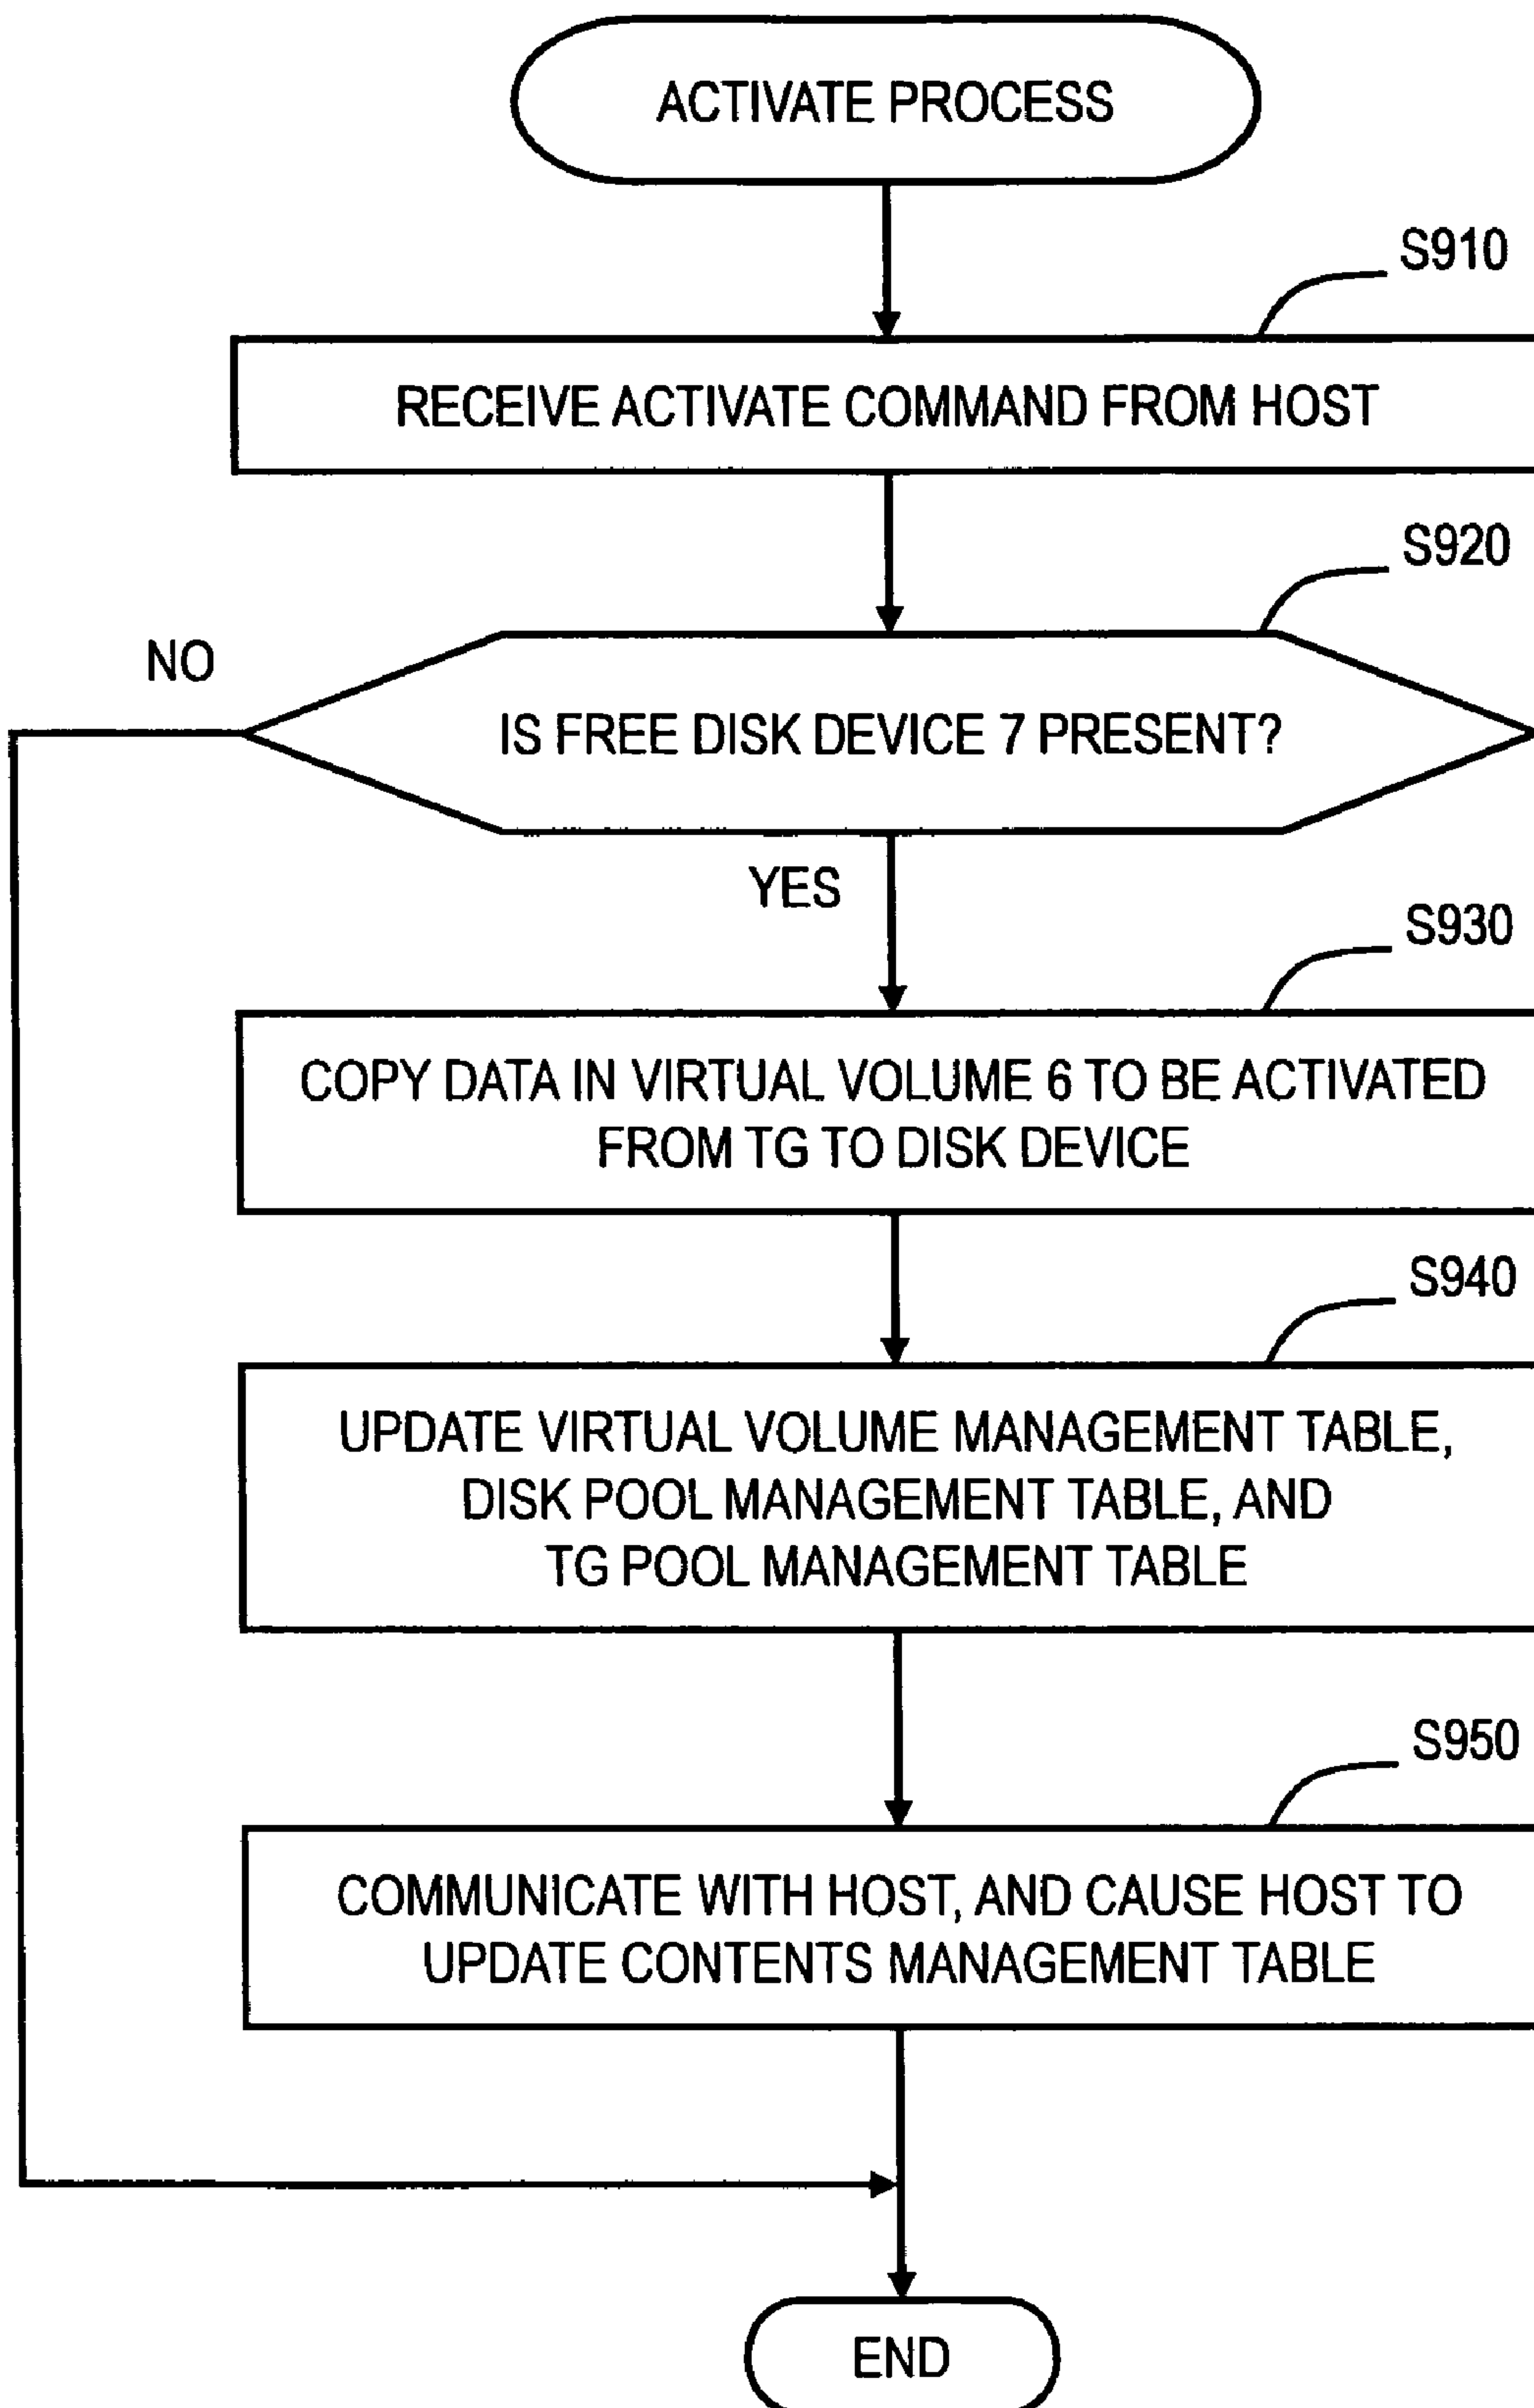 ACTIVATE PROCESS
S910
RECEIVE ACTIVATE COMMAND FROM HOST
S920
NO
IS FREE DISK DEVICE 7 PRESENT?
YES
S930
COPY DATA IN VIRTUAL VOLUME 6 TO BE ACTIVATED
FROM TG TO DISK DEVICE
S940
UPDATE VIRTUAL VOLUME MANAGEMENT TABLE,
DISK POOL MANAGEMENT TABLE, AND
TG POOL MANAGEMENT TABLE
S950
COMMUNICATE WITH HOST, AND CAUSE HOST TO
UPDATE CONTENTS MANAGEMENT TABLE
END